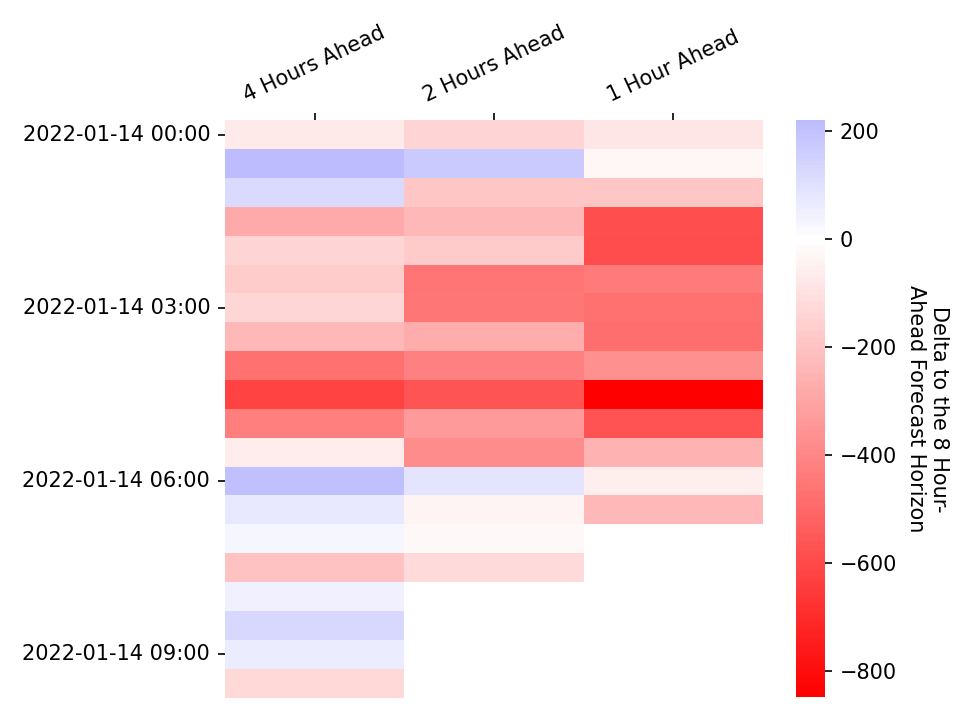 4 Hours Ahead
2 Hours Ahead
1 Hour Ahead
2022-01-14 00:00
2022-01-14 03:00
2022-01-14 06:00
2022-01-14 09:00
200
0
−200
−400
−600
−800
Delta to the 8 Hour-
Ahead Forecast Horizon